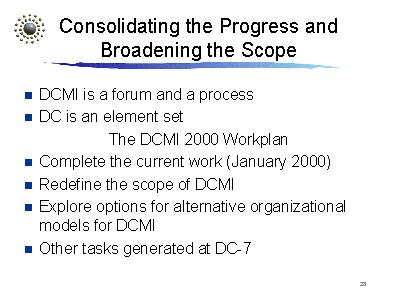 Consolidating the Progress and
Broadening the Scope
DCMI is a forum and a process
DC is an element set
The DCMI 2000 Workplan
Complete the current work (January 2000)
Redefine the scope of DCMI
Explore options for alternative organizational
models for DCMI
Other tasks generated at DC-7
28